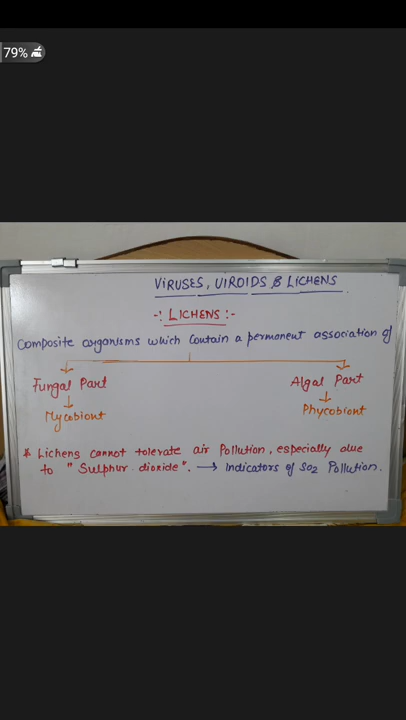 79%
VIRUSES, VIROIDS & LICHENS
-: LICHENS :-
Composite organisms which contain a permanent association of
Fungal Part
Algal Part
Mycobiont
Phycobiont
* Lichens cannot tolerate air Pollution, especially due
to "Sulphur dioxide". → Indicators of SO2 Pollution.